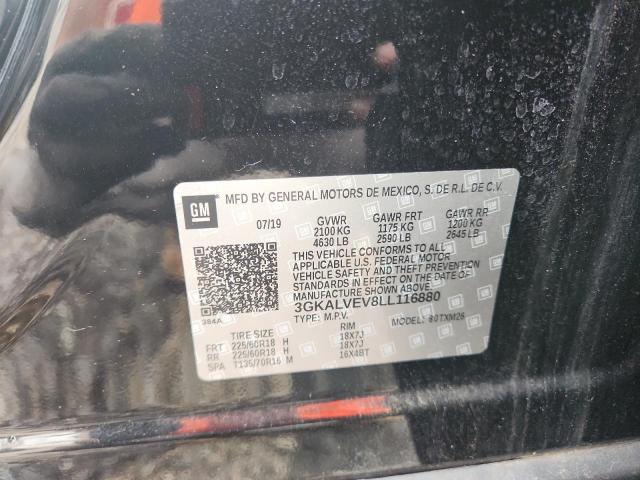 GM
MFD BY GENERAL MOTORS DE MEXICO, S. DE R.L. DE C.V.
07/19 GVWR GAWR FRT GAWR RR
2100 KG 1175 KG 1200 KG
4630 LB 2590 LB 2645 LB
THIS VEHICLE CONFORMS TO ALL
APPLICABLE U.S. FEDERAL MOTOR
VEHICLE SAFETY AND THEFT PREVENTION
STANDARDS IN EFFECT ON THE DATE OF
MANUFACTURE SHOWN ABOVE.
3GKALVEV8LL116880
384A
TYPE: M.P.V. MODEL: 80TXM26
TIRE SIZE RIM
FRT 225/60R18 H 18X7J
RR 225/60R18 H 18X7J
SPA T135/70R16 M 16X4BT